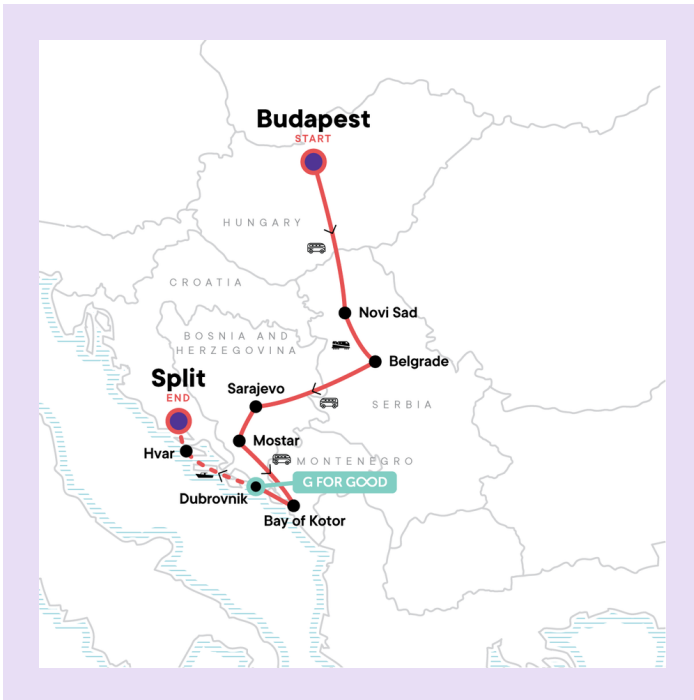 Budapest
START
HUNGARY
CROATIA
Novi Sad
BOSNIA AND
HERZEGOVINA
Belgrade
Split
END
Sarajevo
SERBIA
Mostar
Hvar
MONTENEGRO
G FOR GOOD
Dubrovnik
Bay of Kotor